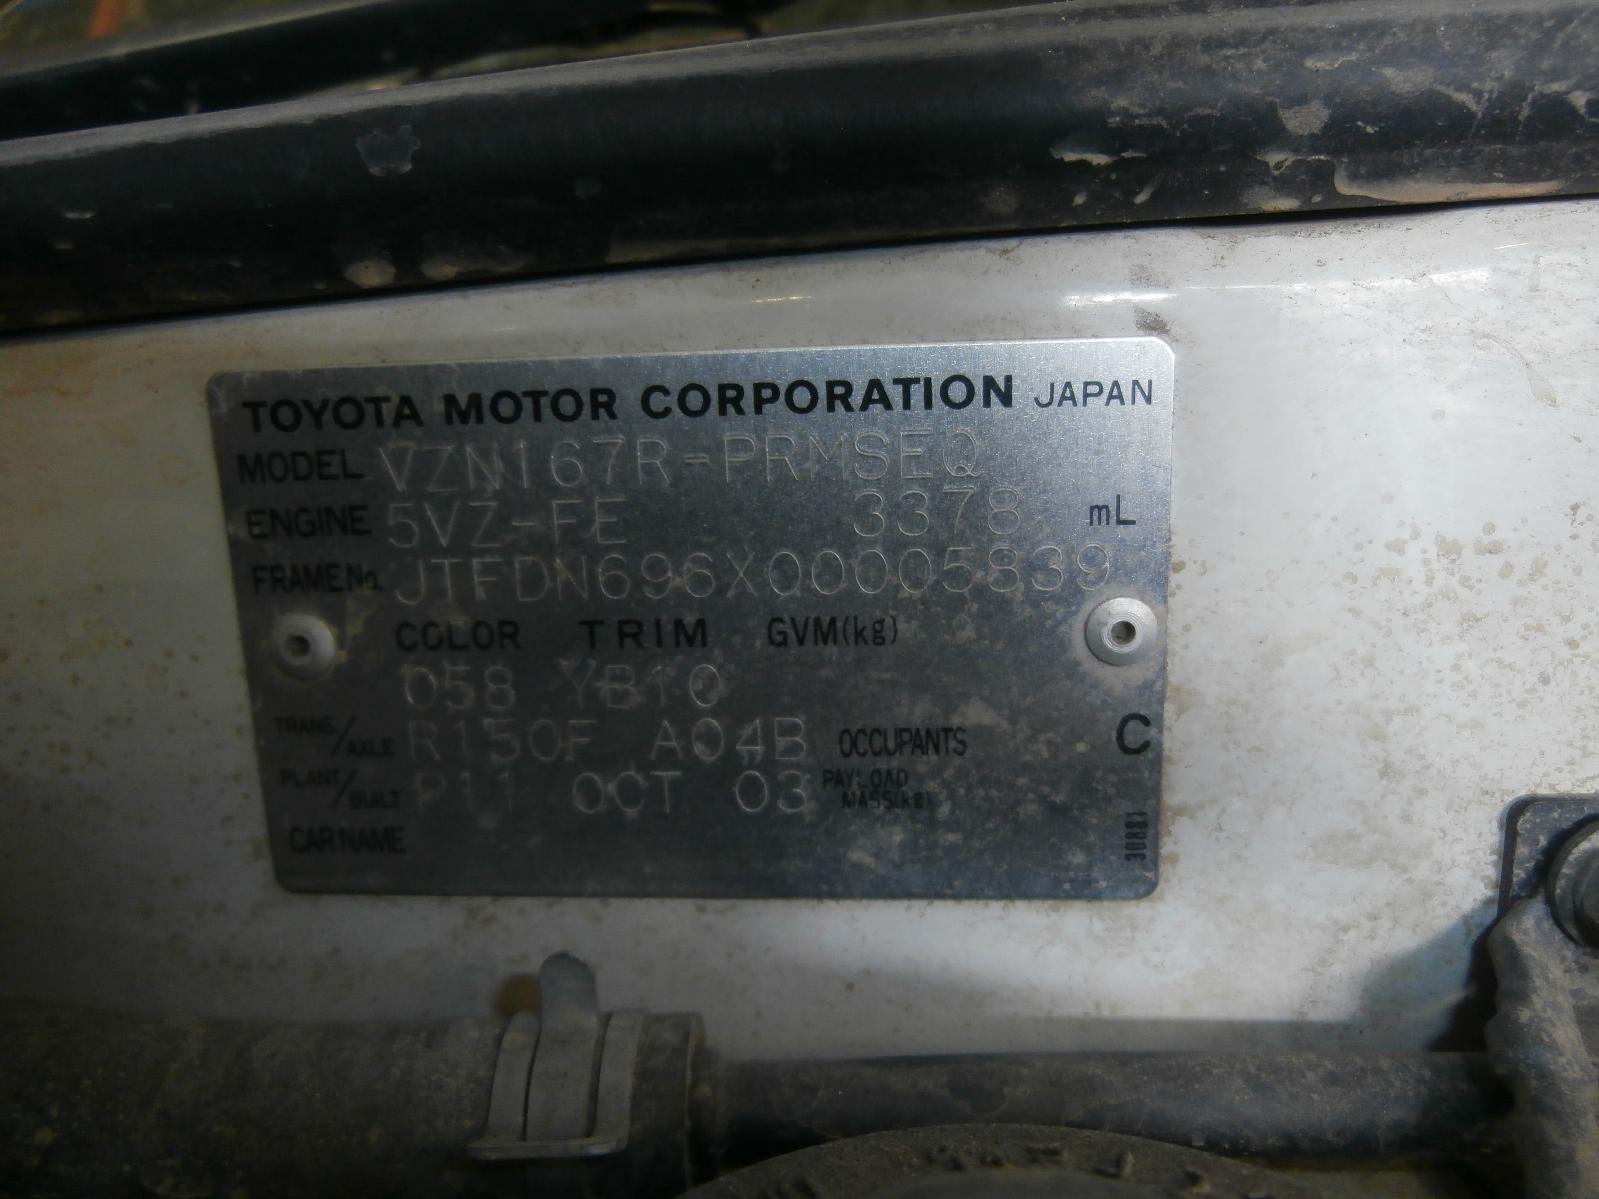 TOYOTA MOTOR CORPORATION JAPAN
MODEL VZN167R-PRMSEQ
ENGINE 5VZ-FE 3378 mL
FRAME No. JTFDN696X00005839
COLOR TRIM GVM(kg)
058 YB10
TRANS./AXLE R150F A04B OCCUPANTS C
PLANT/BUILT P11 OCT 03 PAYLOAD MASS(kg)
CAR NAME
30881